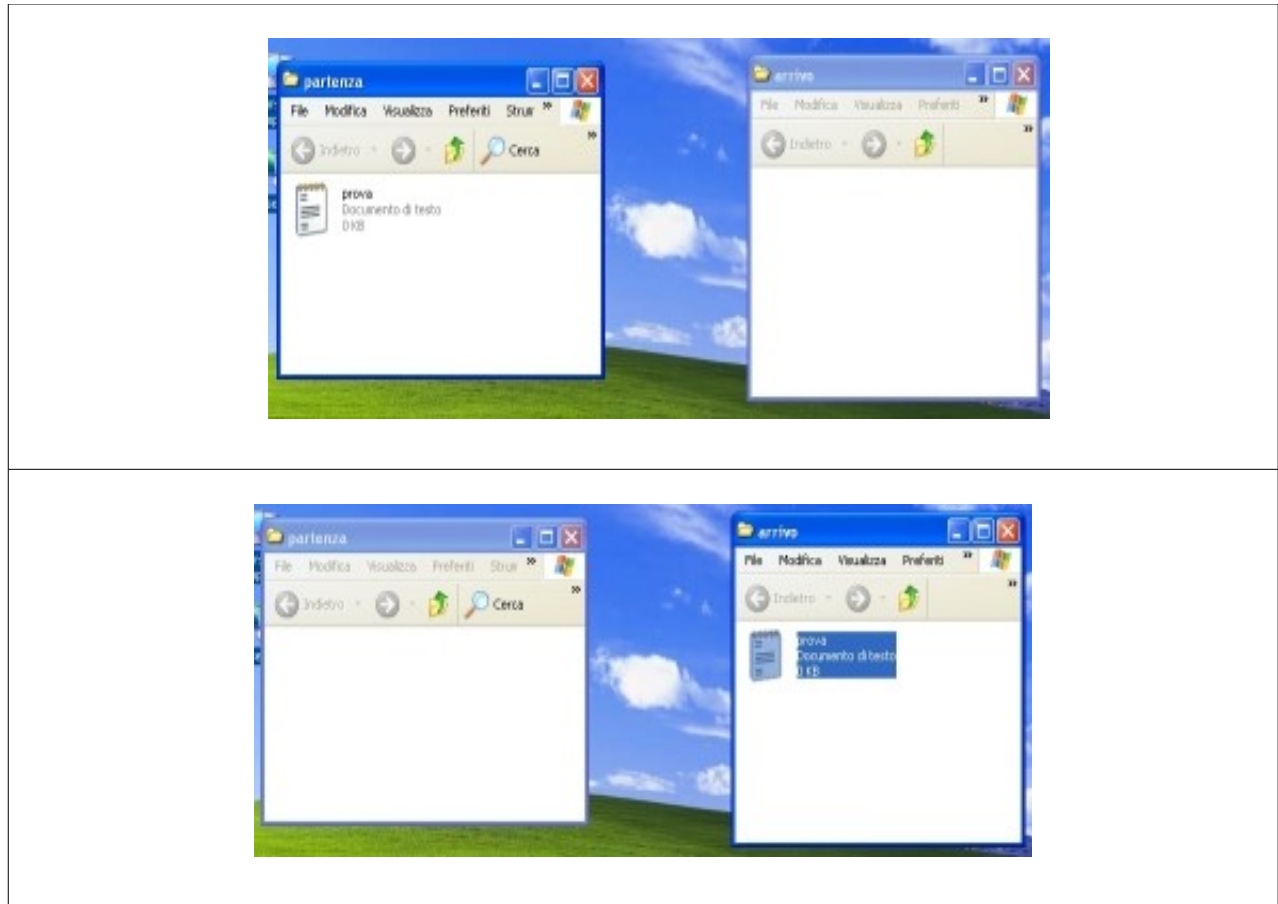 partenza
File Modifica Visualizza Preferiti Strum »
Indietro Cerca »
prova
Documento di testo
0 KB
arrivo
File Modifica Visualizza Preferiti »
Indietro »
partenza
File Modifica Visualizza Preferiti Strum »
Indietro Cerca »
arrivo
File Modifica Visualizza Preferiti »
Indietro »
prova
Documento di testo
0 KB